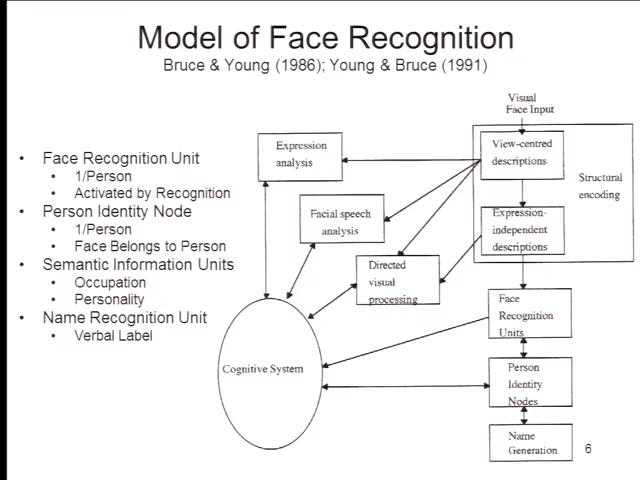 Model of Face Recognition
Bruce & Young (1986); Young & Bruce (1991)
• Face Recognition Unit
• 1/Person
• Activated by Recognition
• Person Identity Node
• 1/Person
• Face Belongs to Person
• Semantic Information Units
• Occupation
• Personality
• Name Recognition Unit
• Verbal Label
Visual
Face Input
Expression
analysis
View-centred
descriptions
Structural
encoding
Facial speech
analysis
Expression-
independent
descriptions
Directed
visual
processing
Face
Recognition
Units
Cognitive System
Person
Identity
Nodes
Name
Generation
6